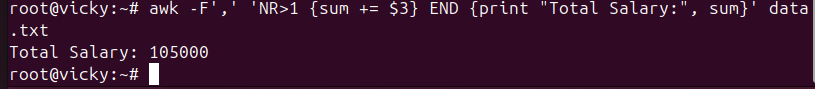 root@vicky:~# awk -F',' 'NR>1 {sum += $3} END {print "Total Salary:", sum}' data
.txt
Total Salary: 105000
root@vicky:~#